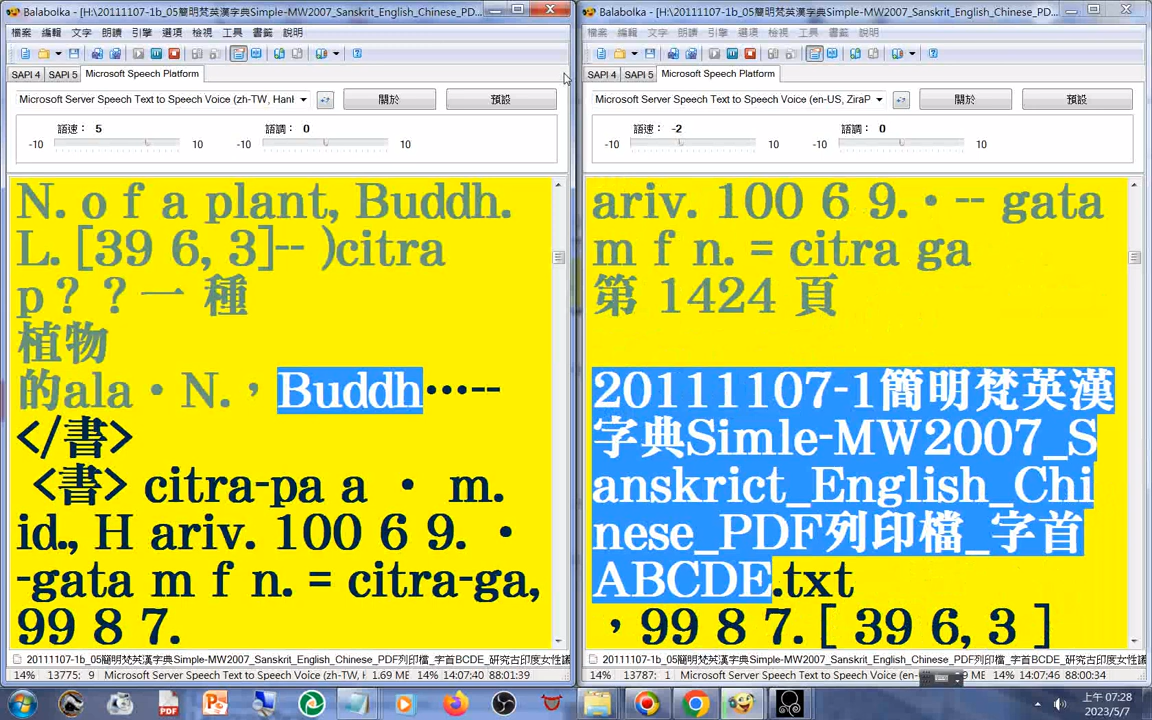 Balabolka - [H:\20111107-1b_05簡明梵英漢字典Simple-MW2007_Sanskrit_English_Chinese_PD...
檔案 編輯 文字 朗讀 引擎 選項 檢視 工具 書籤 說明
SAPI 4 SAPI 5 Microsoft Speech Platform
Microsoft Server Speech Text to Speech Voice (zh-TW, Hanl
關於 預設
語速： 5 語調： 0
-10 10 -10 10
N. o f a plant, Buddh.
L. [39 6, 3]-- )citra
p？？一 種
植物
的ala・N.，Buddh…--
</書>
<書> citra-pa a ・ m.
id., H ariv. 100 6 9. ・
-gata m f n. = citra-ga,
99 8 7.
20111107-1b_05簡明梵英漢字典Simple-MW2007_Sanskrit_English_Chinese_PDF列印檔_字首BCDE_研究古印度女性議
14% 13775: 9 Microsoft Server Speech Text to Speech Voice (zh-TW, 1.69 MB 14% 14:07:40 88:01:39
Balabolka - [H:\20111107-1b_05簡明梵英漢字典Simple-MW2007_Sanskrit_English_Chinese_PD...
檔案 編輯 文字 朗讀 引擎 選項 檢視 工具 書籤 說明
SAPI 4 SAPI 5 Microsoft Speech Platform
Microsoft Server Speech Text to Speech Voice (en-US, ZiraP
關於 預設
語速： -2 語調： 0
-10 10 -10 10
ariv. 100 6 9.・-- gata
m f n. = citra ga
第 1424 頁
20111107-1簡明梵英漢
字典Simle-MW2007_S
anskrict_English_Chi
nese_PDF列印檔_字首
ABCDE.txt
，99 8 7. [ 39 6, 3 ]
20111107-1b_05簡明梵英漢字典Simple-MW2007_Sanskrit_English_Chinese_PDF列印檔_字首BCDE_研究古印度女性議
14% 13787: 1 Microsoft Server Speech Text to Speech Voice (en-US, 14% 14:07:46 88:00:34
上午 07:28
2023/5/7